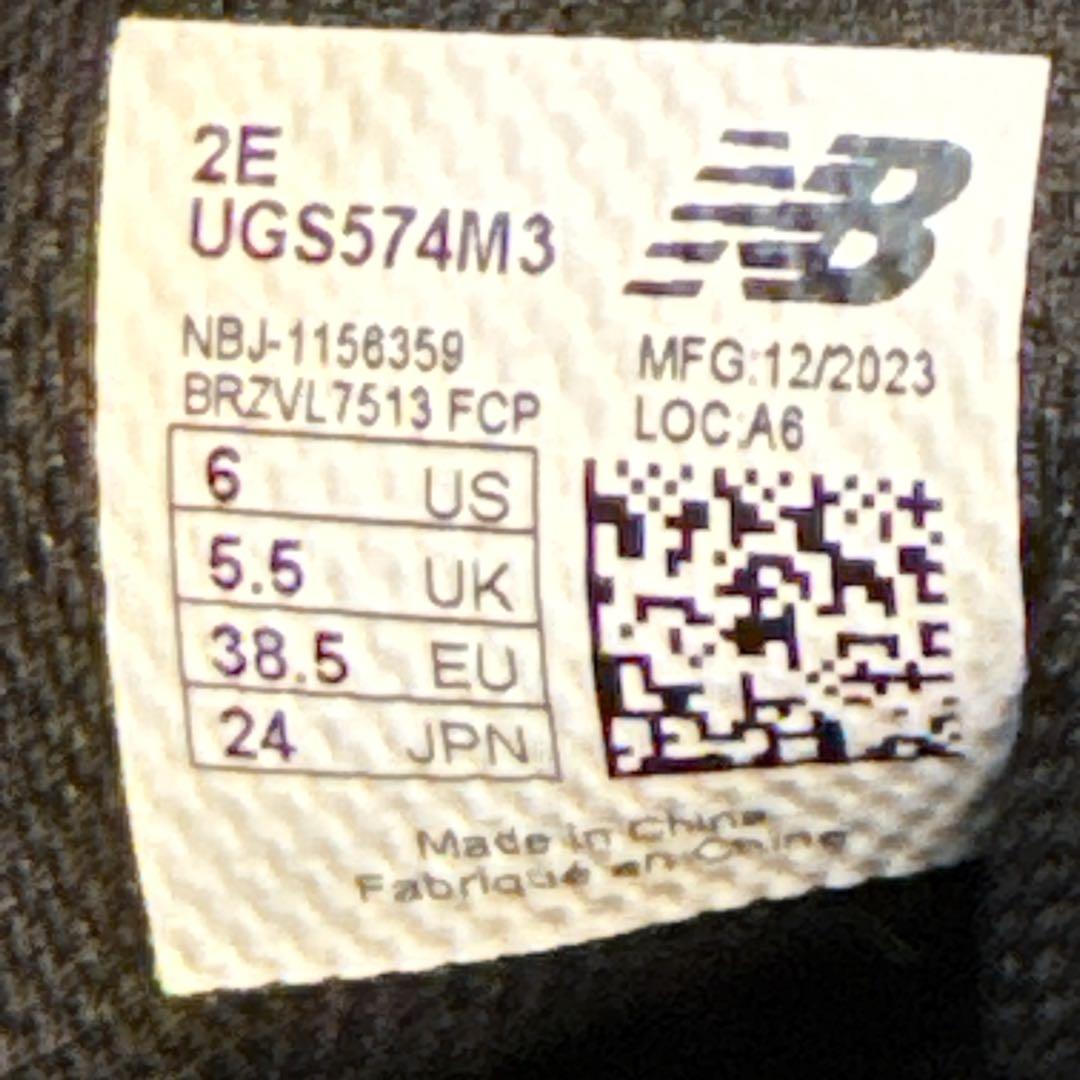 2E
UGS574M3
NB
NBJ-1156359
BRZVL7513 FCP
MFG:12/2023
LOC:A6
6 US
5.5 UK
38.5 EU
24 JPN
Made in China
Fabriqué en Chine